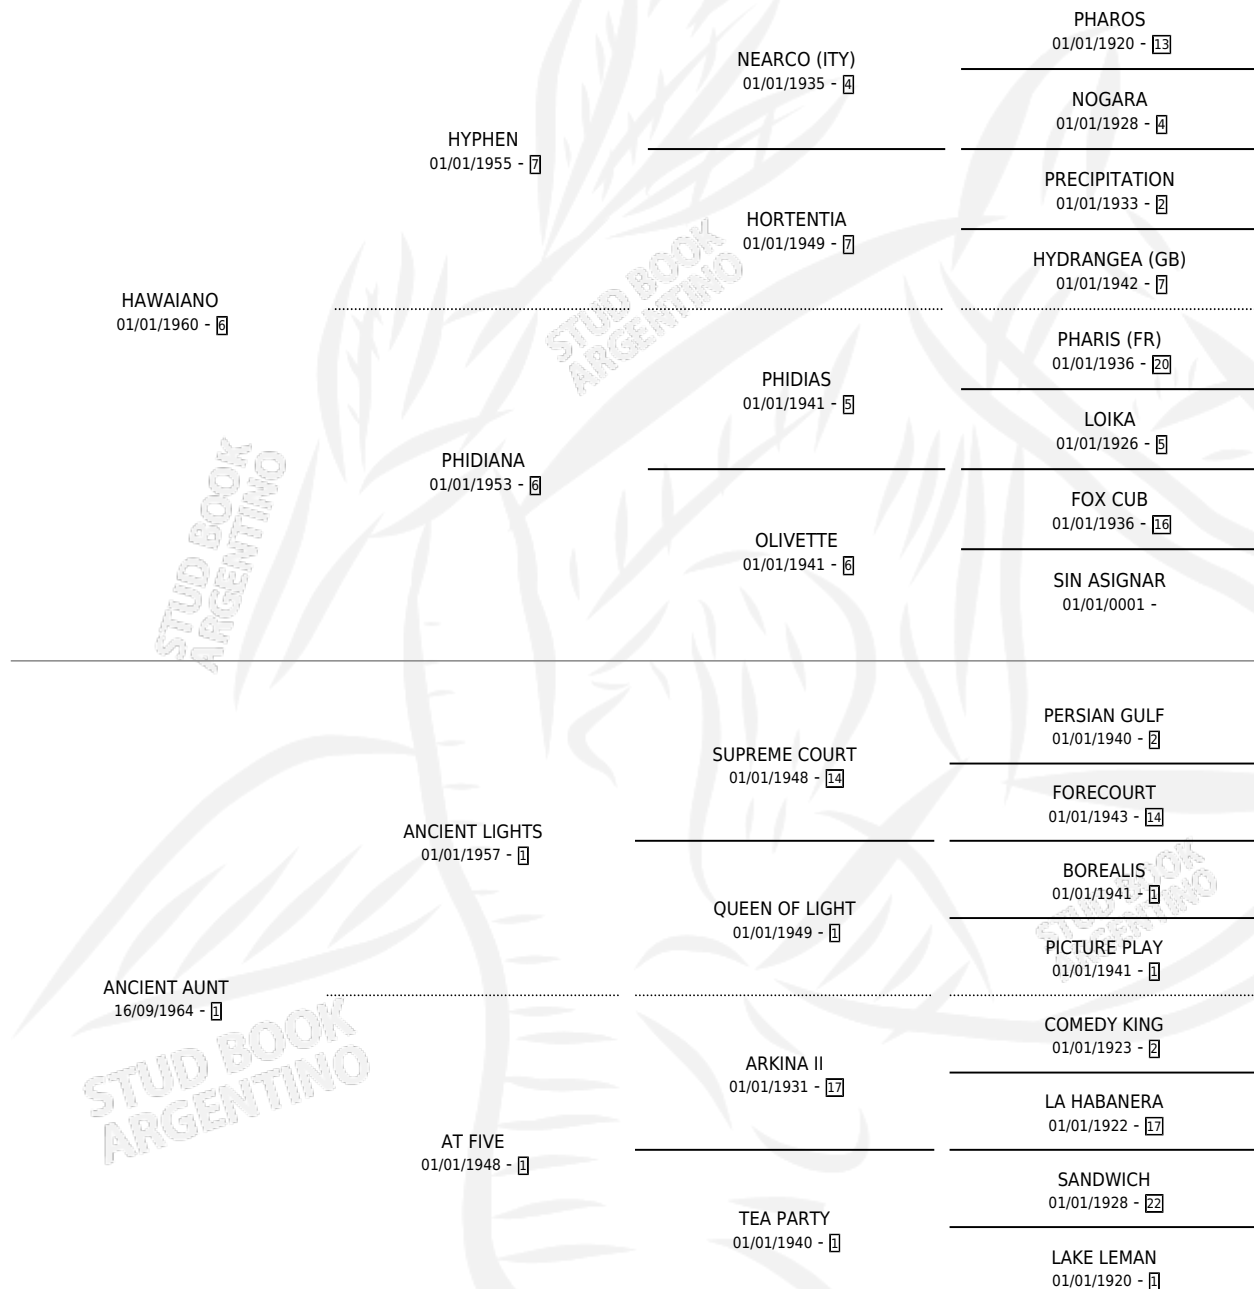 PHAROS
01/01/1920 - 13
NEARCO (ITY)
01/01/1935 - 4
NOGARA
01/01/1928 - 4
HYPHEN
01/01/1955 - 7
PRECIPITATION
01/01/1933 - 2
HORTENTIA
01/01/1949 - 7
HYDRANGEA (GB)
01/01/1942 - 7
HAWAIANO
01/01/1960 - 6
PHARIS (FR)
01/01/1936 - 20
PHIDIAS
01/01/1941 - 5
LOIKA
01/01/1926 - 5
PHIDIANA
01/01/1953 - 6
FOX CUB
01/01/1936 - 16
OLIVETTE
01/01/1941 - 6
SIN ASIGNAR
01/01/0001 -
PERSIAN GULF
01/01/1940 - 2
SUPREME COURT
01/01/1948 - 14
FORECOURT
01/01/1943 - 14
ANCIENT LIGHTS
01/01/1957 - 1
BOREALIS
01/01/1941 - 1
QUEEN OF LIGHT
01/01/1949 - 1
PICTURE PLAY
01/01/1941 - 1
ANCIENT AUNT
16/09/1964 - 1
COMEDY KING
01/01/1923 - 2
ARKINA II
01/01/1931 - 17
LA HABANERA
01/01/1922 - 17
AT FIVE
01/01/1948 - 1
SANDWICH
01/01/1928 - 22
TEA PARTY
01/01/1940 - 1
LAKE LEMAN
01/01/1920 - 1
STUD BOOK
ARGENTINO
STUD BOOK
ARGENTINO
STUD BOOK
ARGENTINO
STUD BOOK
ARGENTINO